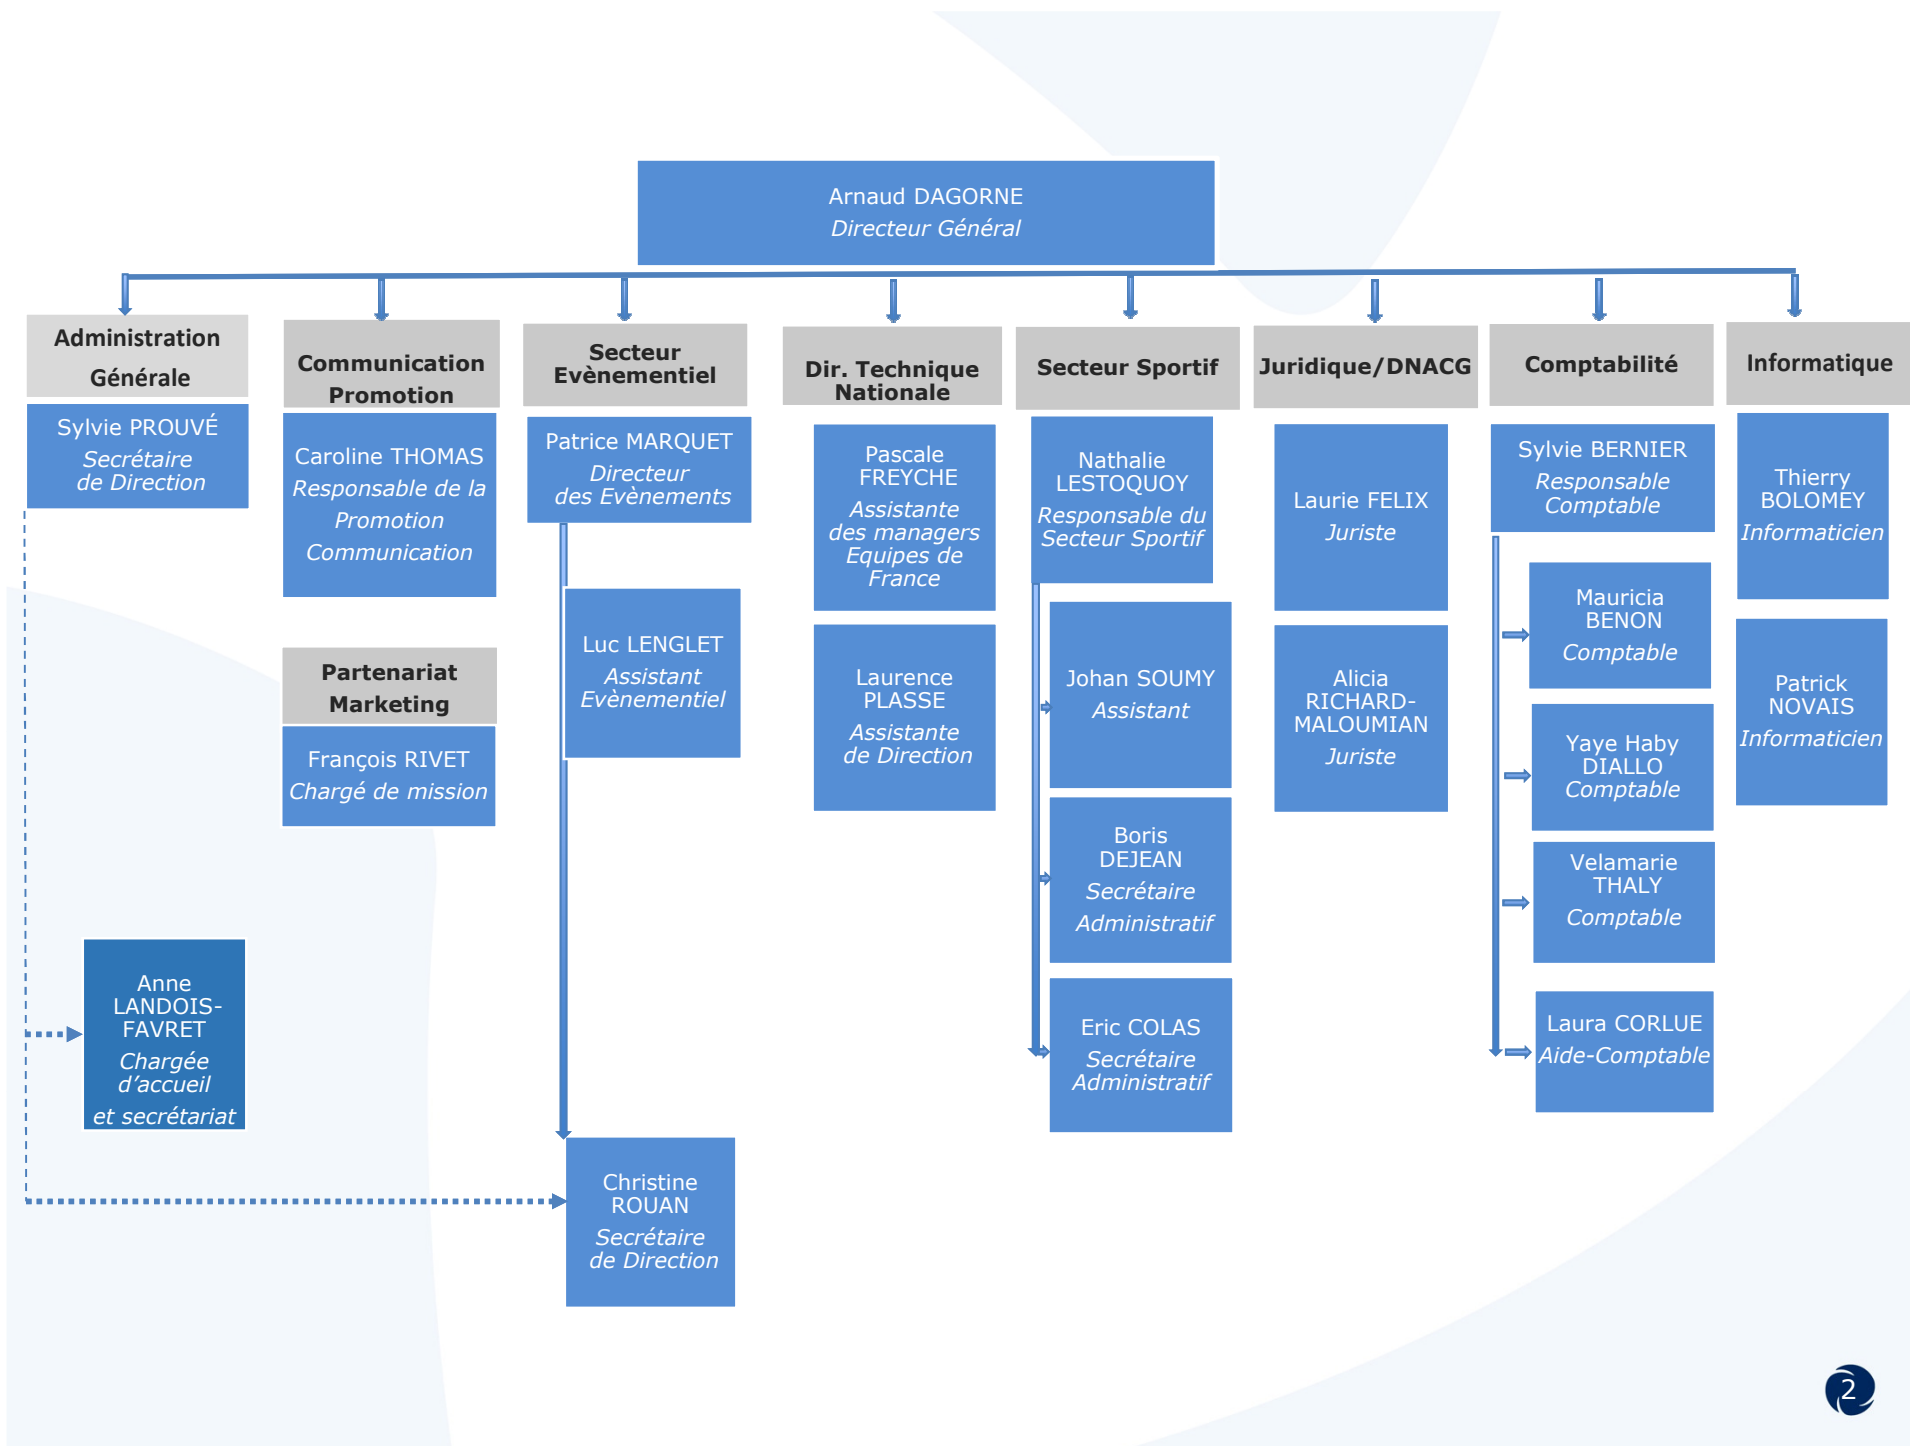 Arnaud DAGORNE
Directeur Général
Administration
Générale
Sylvie PROUVÉ
Secrétaire
de Direction
Anne
LANDOIS-
FAVRET
Chargée
d’accueil
et secrétariat
Communication
Promotion
Caroline THOMAS
Responsable de la
Promotion
Communication
Partenariat
Marketing
François RIVET
Chargé de mission
Secteur
Evènementiel
Patrice MARQUET
Directeur
des Evènements
Luc LENGLET
Assistant
Evènementiel
Christine
ROUAN
Secrétaire
de Direction
Dir. Technique
Nationale
Pascale
FREYCHE
Assistante
des managers
Equipes de
France
Laurence
PLASSE
Assistante
de Direction
Secteur Sportif
Nathalie
LESTOQUOY
Responsable du
Secteur Sportif
Johan SOUMY
Assistant
Boris
DEJEAN
Secrétaire
Administratif
Eric COLAS
Secrétaire
Administratif
Juridique/DNACG
Laurie FELIX
Juriste
Alicia
RICHARD-
MALOUMIAN
Juriste
Comptabilité
Sylvie BERNIER
Responsable
Comptable
Mauricia
BENON
Comptable
Yaye Haby
DIALLO
Comptable
Velamarie
THALY
Comptable
Laura CORLUE
Aide-Comptable
Informatique
Thierry
BOLOMEY
Informaticien
Patrick
NOVAIS
Informaticien
2